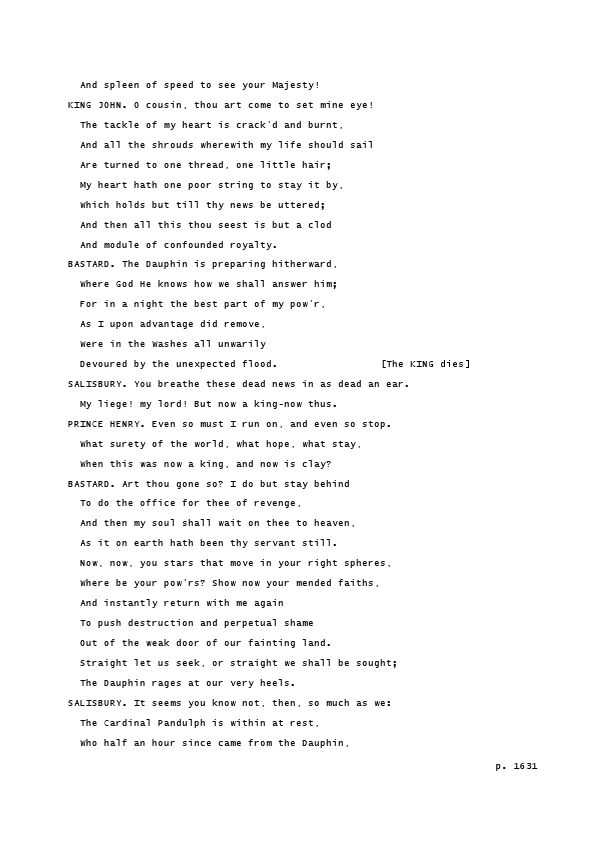 And spleen of speed to see your Majesty!
KING JOHN. O cousin, thou art come to set mine eye!
The tackle of my heart is crack'd and burnt,
And all the shrouds wherewith my life should sail
Are turned to one thread, one little hair;
My heart hath one poor string to stay it by,
Which holds but till thy news be uttered;
And then all this thou seest is but a clod
And module of confounded royalty.
BASTARD. The Dauphin is preparing hitherward,
Where God He knows how we shall answer him;
For in a night the best part of my pow'r,
As I upon advantage did remove,
Were in the Washes all unwarily
Devoured by the unexpected flood. [The KING dies]
SALISBURY. You breathe these dead news in as dead an ear.
My liege! my lord! But now a king-now thus.
PRINCE HENRY. Even so must I run on, and even so stop.
What surety of the world, what hope, what stay,
When this was now a king, and now is clay?
BASTARD. Art thou gone so? I do but stay behind
To do the office for thee of revenge,
And then my soul shall wait on thee to heaven,
As it on earth hath been thy servant still.
Now, now, you stars that move in your right spheres,
Where be your pow'rs? Show now your mended faiths,
And instantly return with me again
To push destruction and perpetual shame
Out of the weak door of our fainting land.
Straight let us seek, or straight we shall be sought;
The Dauphin rages at our very heels.
SALISBURY. It seems you know not, then, so much as we:
The Cardinal Pandulph is within at rest,
Who half an hour since came from the Dauphin,
p. 1631